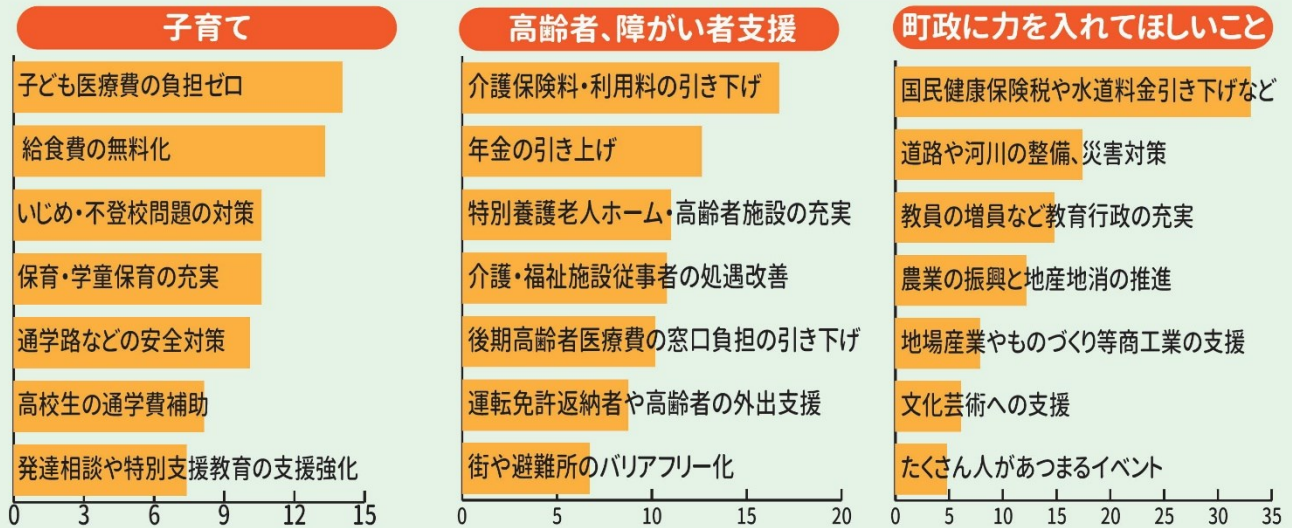 子育て
子ども医療費の負担ゼロ
給食費の無料化
いじめ・不登校問題の対策
保育・学童保育の充実
通学路などの安全対策
高校生の通学費補助
発達相談や特別支援教育の支援強化
0 3 6 9 12 15
高齢者、障がい者支援
介護保険料・利用料の引き下げ
年金の引き上げ
特別養護老人ホーム・高齢者施設の充実
介護・福祉施設従事者の処遇改善
後期高齢者医療費の窓口負担の引き下げ
運転免許返納者や高齢者の外出支援
街や避難所のバリアフリー化
0 5 10 15 20
町政に力を入れてほしいこと
国民健康保険税や水道料金引き下げなど
道路や河川の整備、災害対策
教員の増員など教育行政の充実
農業の振興と地産地消の推進
地場産業やものづくり等商工業の支援
文化芸術への支援
たくさん人があつまるイベント
0 5 10 15 20 25 30 35